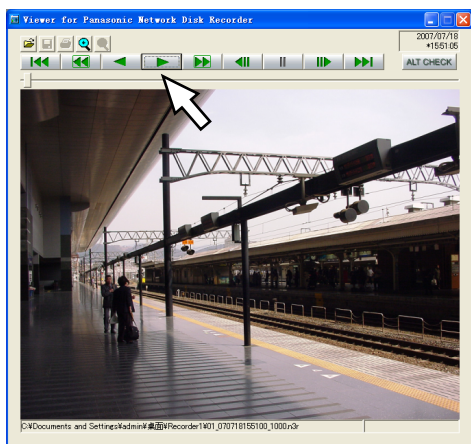 Viewer for Panasonic Network Disk Recorder
2007/07/18
*15:51:05
ALT CHECK
C:¥Documents and Settings¥admin¥桌面¥Recorder1¥01_070718155100_1000.n3r